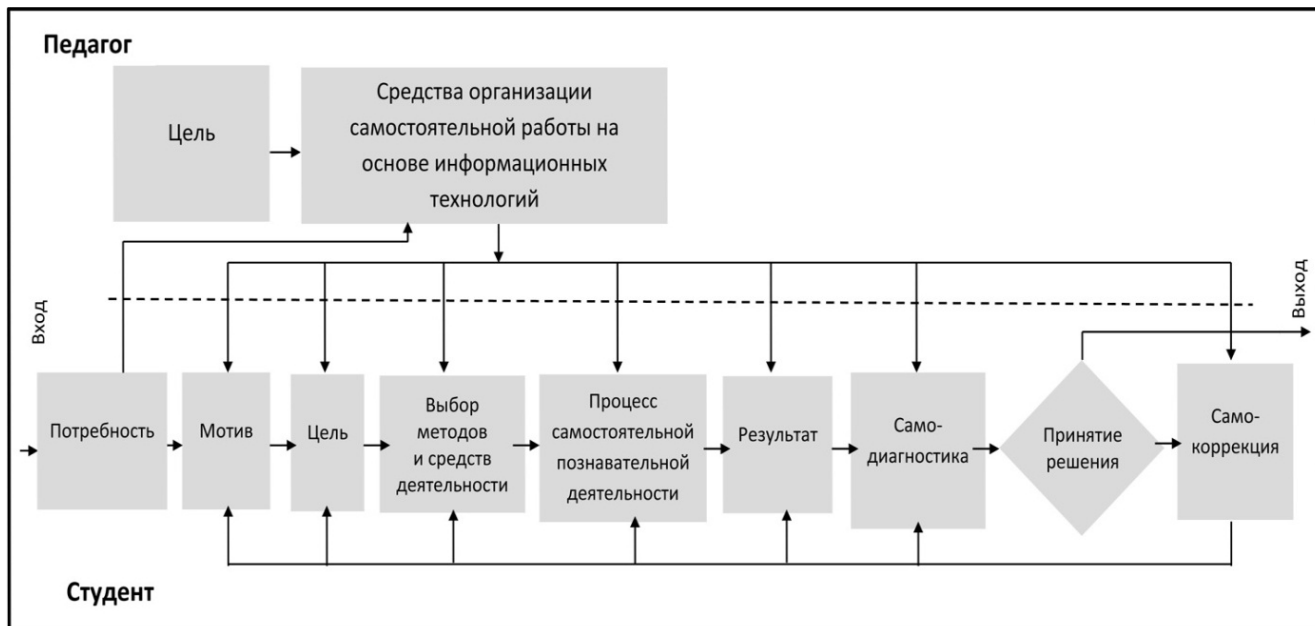 Педагог
Цель
Средства организации
самостоятельной работы на
основе информационных
технологий
Вход
Выход
Потребность
Мотив
Цель
Выбор
методов
и средств
деятельности
Процесс
самостоятельной
познавательной
деятельности
Результат
Само-
диагностика
Принятие
решения
Само-
коррекция
Студент